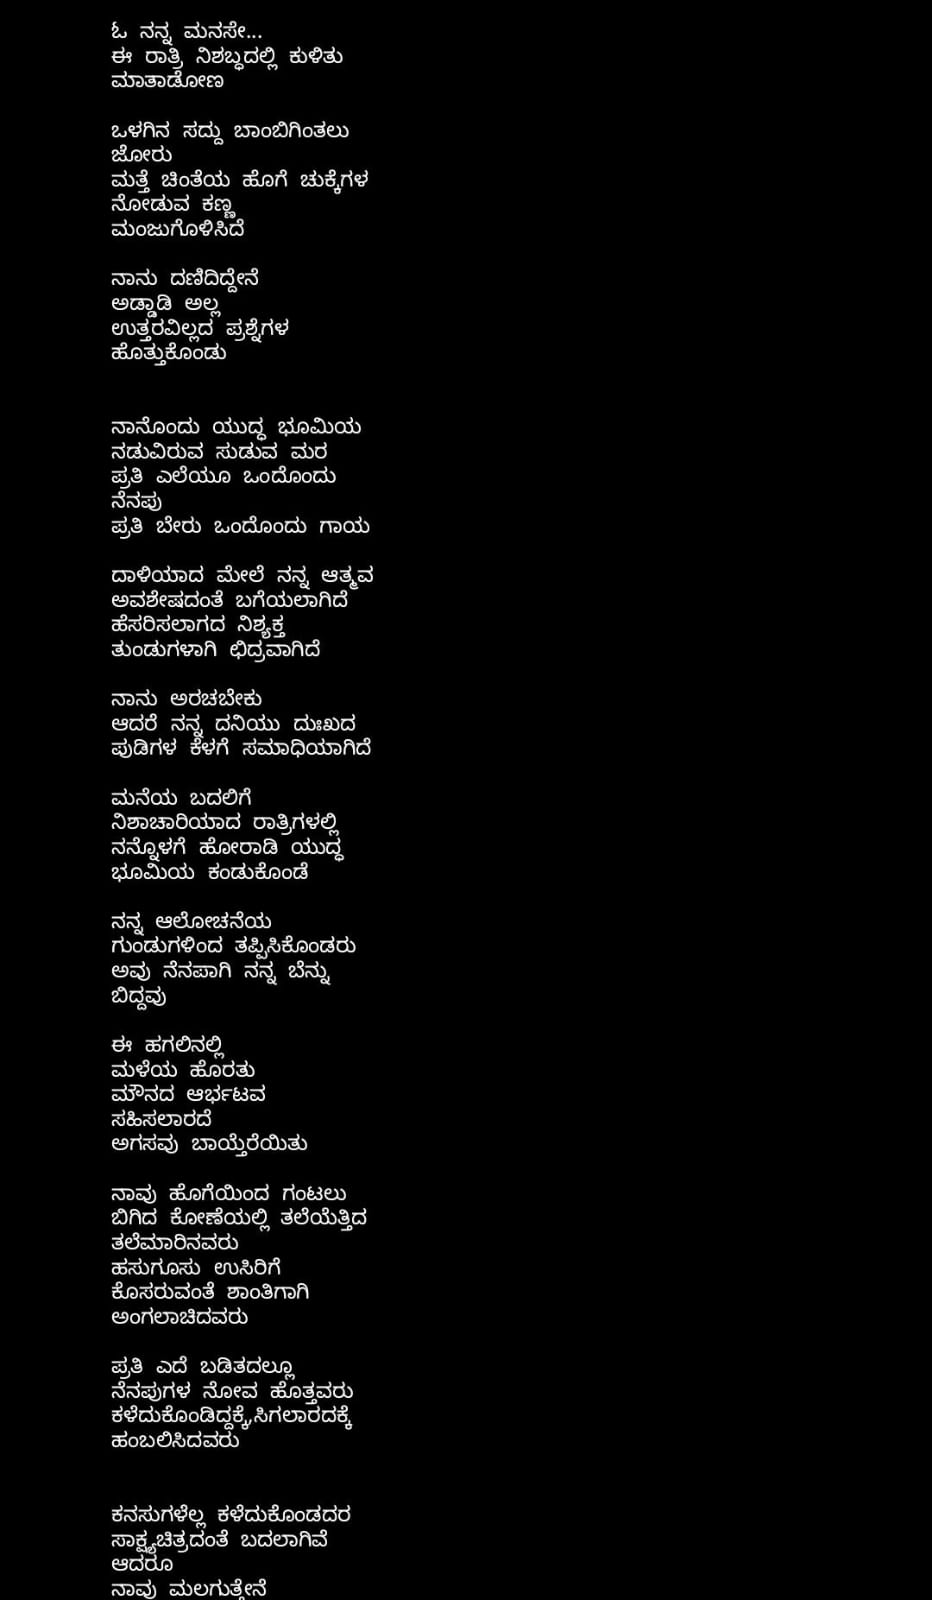 ಓ ನನ್ನ ಮನಸೇ...
ಈ ರಾತ್ರಿ ನಿಶಬ್ಧದಲ್ಲಿ ಕುಳಿತು
ಮಾತಾಡೋಣ
ಒಳಗಿನ ಸದ್ದು ಬಾಂಬಿಗಿಂತಲು
ಜೋರು
ಮತ್ತೆ ಚಿಂತೆಯ ಹೊಗೆ ಚುಕ್ಕೆಗಳ
ನೋಡುವ ಕಣ್ಣ
ಮಂಜುಗೊಳಿಸಿದೆ
ನಾನು ದಣಿದಿದ್ದೇನೆ
ಅಡ್ಡಾಡಿ ಅಲ್ಲ
ಉತ್ತರವಿಲ್ಲದ ಪ್ರಶ್ನೆಗಳ
ಹೊತ್ತುಕೊಂಡು
ನಾನೊಂದು ಯುದ್ಧ ಭೂಮಿಯ
ನಡುವಿರುವ ಸುಡುವ ಮರ
ಪ್ರತಿ ಎಲೆಯೂ ಒಂದೊಂದು
ನೆನಪು
ಪ್ರತಿ ಬೇರು ಒಂದೊಂದು ಗಾಯ
ದಾಳಿಯಾದ ಮೇಲೆ ನನ್ನ ಆತ್ಮವ
ಅವಶೇಷದಂತೆ ಬಗೆಯಲಾಗಿದೆ
ಹೆಸರಿಸಲಾಗದ ನಿಶ್ಯಕ್ತ
ತುಂಡುಗಳಾಗಿ ಛಿದ್ರವಾಗಿದೆ
ನಾನು ಅರಚಬೇಕು
ಆದರೆ ನನ್ನ ದನಿಯು ದುಃಖದ
ಪುಡಿಗಳ ಕೆಳಗೆ ಸಮಾಧಿಯಾಗಿದೆ
ಮನೆಯ ಬದಲಿಗೆ
ನಿಶಾಚಾರಿಯಾದ ರಾತ್ರಿಗಳಲ್ಲಿ
ನನ್ನೊಳಗೆ ಹೋರಾಡಿ ಯುದ್ಧ
ಭೂಮಿಯ ಕಂಡುಕೊಂಡೆ
ನನ್ನ ಆಲೋಚನೆಯ
ಗುಂಡುಗಳಿಂದ ತಪ್ಪಿಸಿಕೊಂಡರು
ಅವು ನೆನಪಾಗಿ ನನ್ನ ಬೆನ್ನು
ಬಿದ್ದವು
ಈ ಹಗಲಿನಲ್ಲಿ
ಮಳೆಯ ಹೊರತು
ಮೌನದ ಆರ್ಭಟವ
ಸಹಿಸಲಾರದೆ
ಅಗಸವು ಬಾಯ್ತೆರೆಯಿತು
ನಾವು ಹೊಗೆಯಿಂದ ಗಂಟಲು
ಬಿಗಿದ ಕೋಣೆಯಲ್ಲಿ ತಲೆಯೆತ್ತಿದ
ತಲೆಮಾರಿನವರು
ಹಸುಗೂಸು ಉಸಿರಿಗೆ
ಕೊಸರುವಂತೆ ಶಾಂತಿಗಾಗಿ
ಅಂಗಲಾಚಿದವರು
ಪ್ರತಿ ಎದೆ ಬಡಿತದಲ್ಲೂ
ನೆನಪುಗಳ ನೋವ ಹೊತ್ತವರು
ಕಳೆದುಕೊಂಡಿದ್ದಕ್ಕೆ,ಸಿಗಲಾರದಕ್ಕೆ
ಹಂಬಲಿಸಿದವರು
ಕನಸುಗಳೆಲ್ಲ ಕಳೆದುಕೊಂಡದರ
ಸಾಕ್ಷ್ಯಚಿತ್ರದಂತೆ ಬದಲಾಗಿವೆ
ಆದರೂ
ನಾವು ಮಲಗುತ್ತೇನೆ